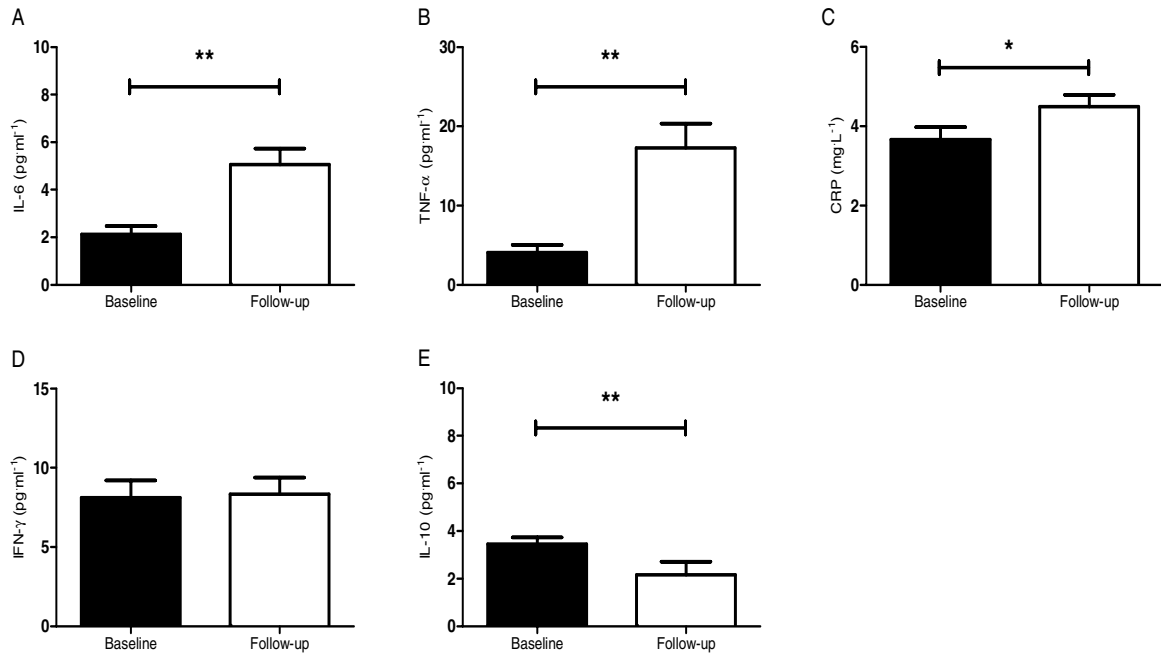 A
IL-6 (pg·ml⁻¹)
10
8
6
4
2
0
**
Baseline
Follow-up
B
TNF-α (pg·ml⁻¹)
30
20
10
0
**
Baseline
Follow-up
C
CRP (mg·L⁻¹)
6
4
2
0
*
Baseline
Follow-up
D
IFN-γ (pg·ml⁻¹)
15
10
5
0
Baseline
Follow-up
E
IL-10 (pg·ml⁻¹)
10
8
6
4
2
0
**
Baseline
Follow-up